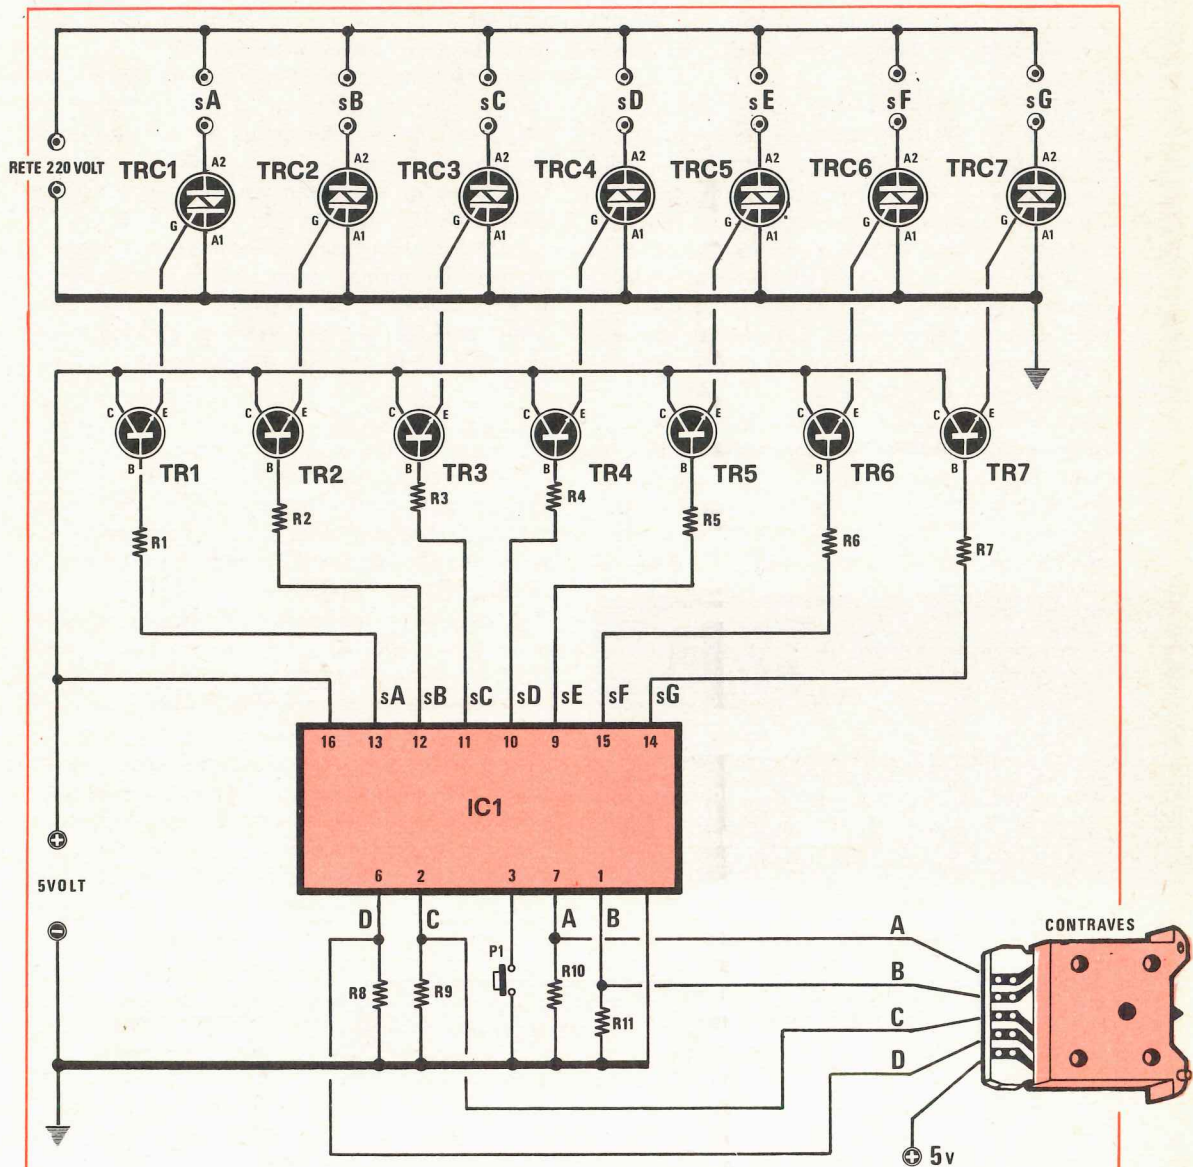 sA sB sC sD sE sF sG
RETE 220 VOLT
TRC1 TRC2 TRC3 TRC4 TRC5 TRC6 TRC7
A2 A2 A2 A2 A2 A2 A2
G G G G G G G
A1 A1 A1 A1 A1 A1 A1
C E C E C E C E C E C E C E
B B B B B B B
TR1 TR2 TR3 TR4 TR5 TR6 TR7
R1 R2 R3 R4 R5 R6 R7
sA sB sC sD sE sF sG
16 13 12 11 10 9 15 14
IC1
6 2 3 7 1
5 VOLT
D C A B
P1
R8 R9 R10 R11
CONTRAVES
A
B
C
D
5 V